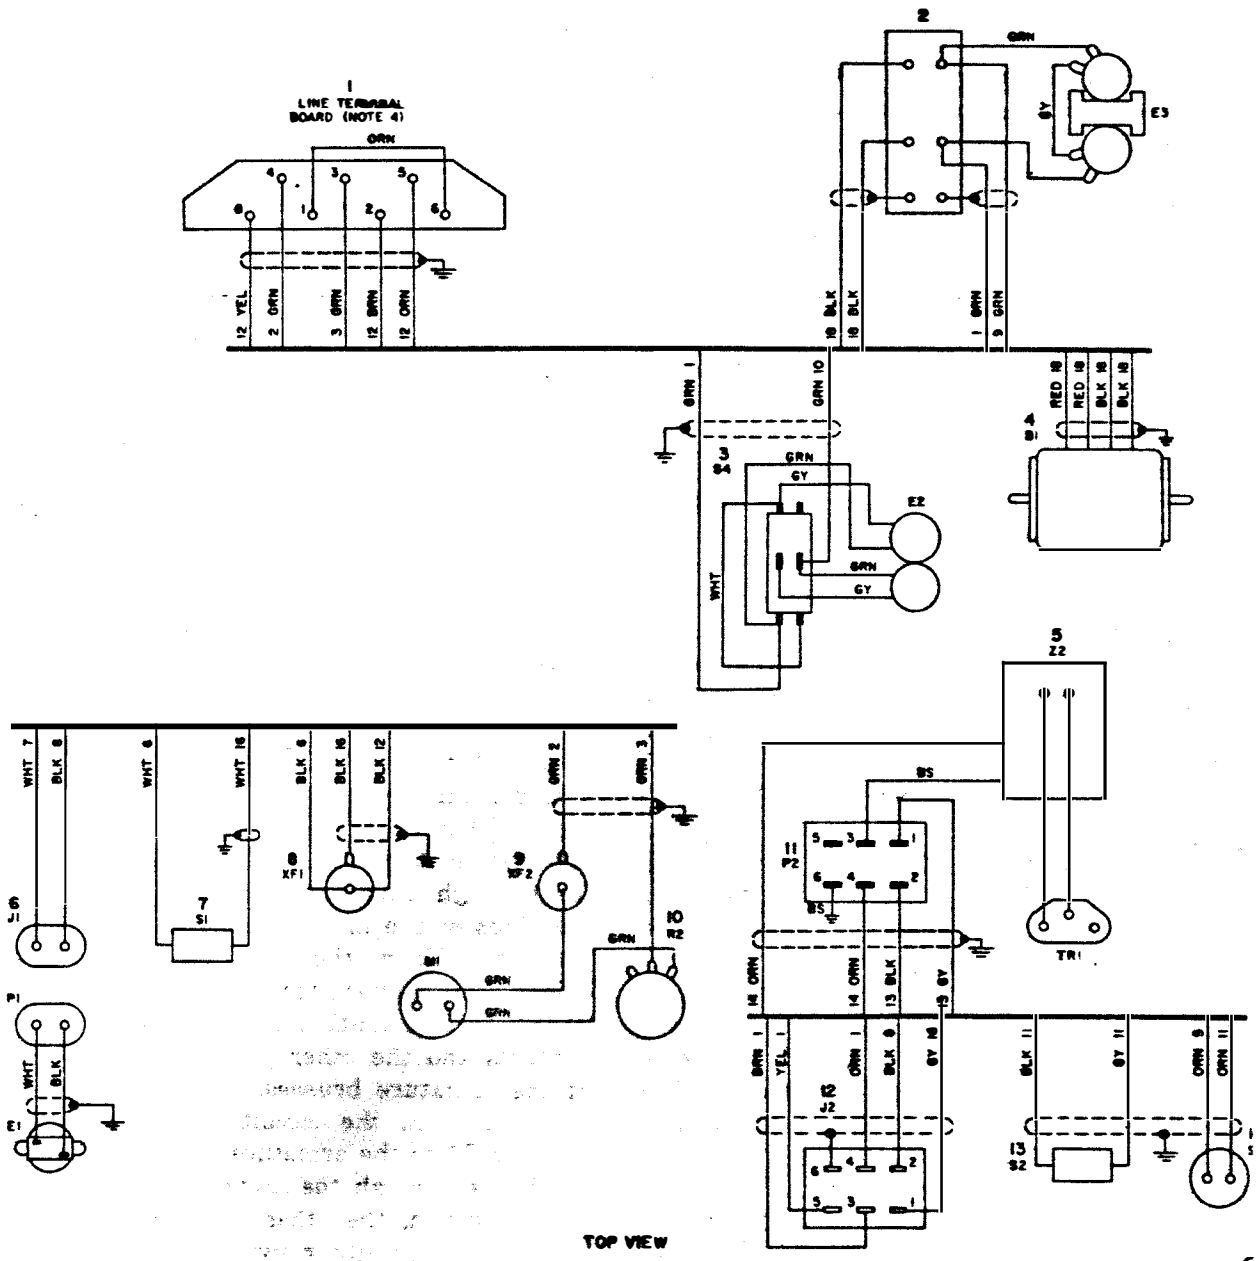 1
LINE TERMINAL
BOARD (NOTE 4)
ORN
4
3
5
8
1
2
6
12 YEL
2 ORN
3 GRN
12 BRN
12 ORN
2
GRN
GY
E3
18 BLK
18 BLK
1 GRN
9 GRN
GRN 1
GRN 10
3
S4
GRN
GY
E2
WHT
GRN
GY
RED 18
RED 18
BLK 18
BLK 18
4
B1
5
Z2
TR1
BS
11
P2
5
3
1
6
4
2
BS
14 ORN
14 ORN
13 BLK
13 GY
WHT 7
BLK 8
WHT 6
WHT 16
BLK 6
BLK 16
BLK 12
GRN 2
GRN 3
6
J1
7
S1
8
XF1
9
XF2
10
R2
P1
WHT
BLK
E1
GRN
GRN
GRN
BRN 1
YEL 1
ORN 1
BLK 8
GY 18
12
J2
6
4
2
5
3
1
BLK 11
GY 11
13
S2
ORN 9
ORN 11
and the other
the
TOP VIEW